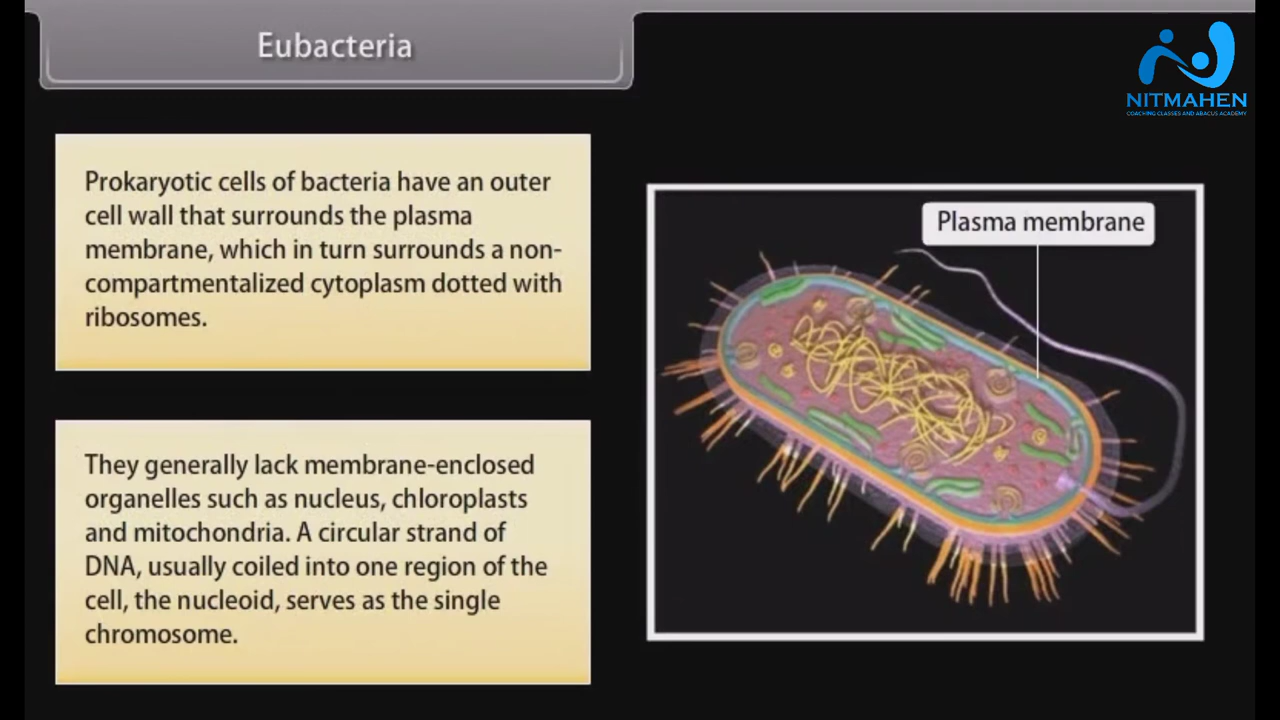 Eubacteria
NITMAHEN
COACHING CLASSES AND ABACUS ACADEMY
Prokaryotic cells of bacteria have an outer
cell wall that surrounds the plasma
membrane, which in turn surrounds a non-
compartmentalized cytoplasm dotted with
ribosomes.
They generally lack membrane-enclosed
organelles such as nucleus, chloroplasts
and mitochondria. A circular strand of
DNA, usually coiled into one region of the
cell, the nucleoid, serves as the single
chromosome.
Plasma membrane